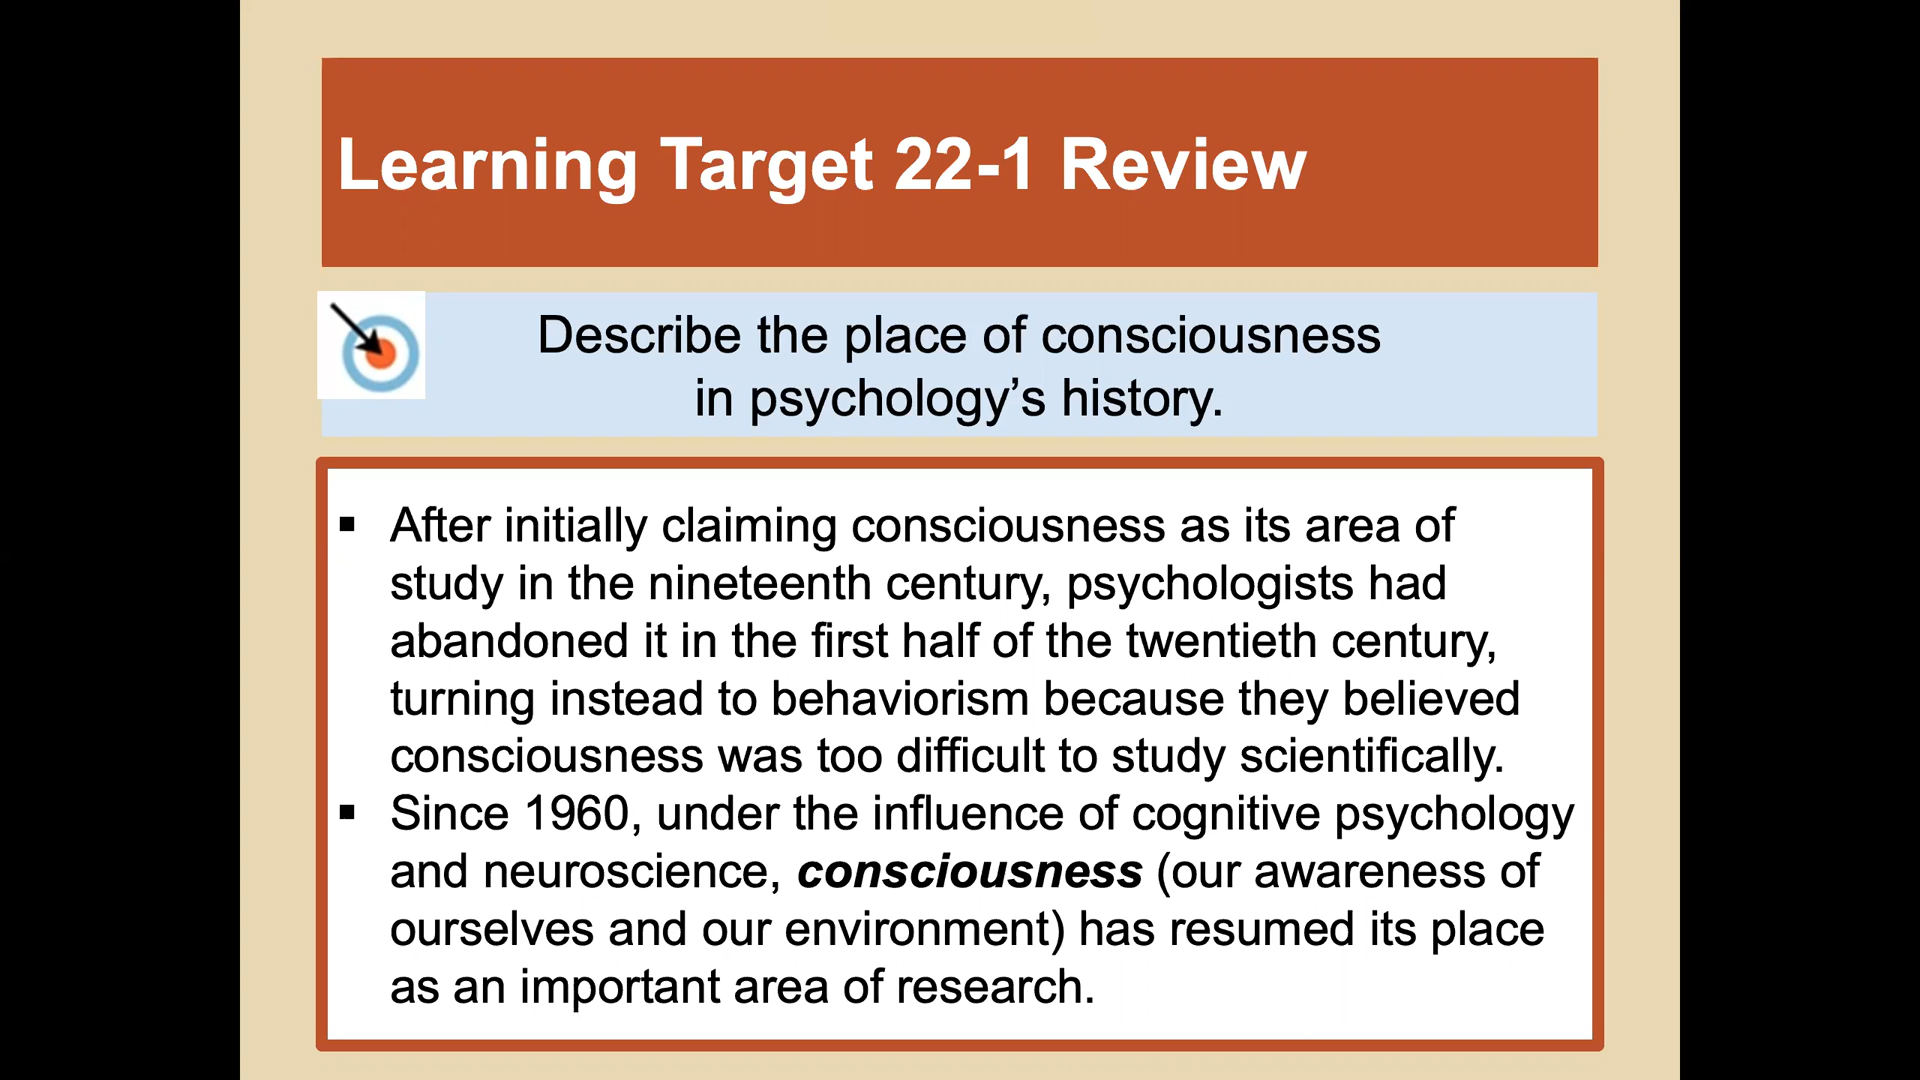 Learning Target 22-1 Review
Describe the place of consciousness
in psychology’s history.
▪ After initially claiming consciousness as its area of
study in the nineteenth century, psychologists had
abandoned it in the first half of the twentieth century,
turning instead to behaviorism because they believed
consciousness was too difficult to study scientifically.
▪ Since 1960, under the influence of cognitive psychology
and neuroscience, consciousness (our awareness of
ourselves and our environment) has resumed its place
as an important area of research.